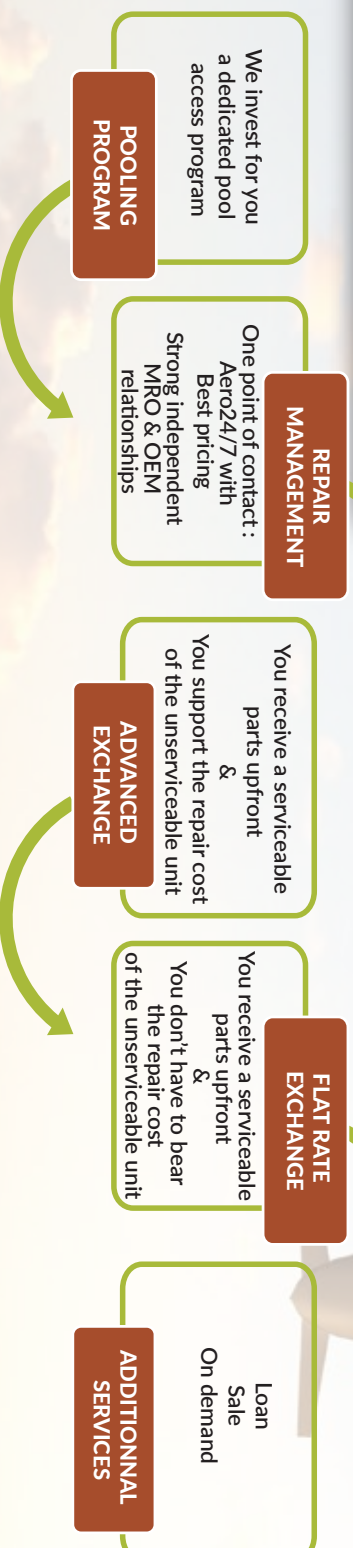 We invest for you
a dedicated pool
access program
POOLING
PROGRAM
REPAIR
MANAGEMENT
One point of contact :
Aero24/7 with
Best pricing
Strong independent
MRO & OEM
relationships
You receive a serviceable
parts upfront
&
You support the repair cost
of the unserviceable unit
ADVANCED
EXCHANGE
FLAT RATE
EXCHANGE
You receive a serviceable
parts upfront
&
You don't have to bear
the repair cost
of the unserviceable unit
Loan
Sale
On demand
ADDITIONNAL
SERVICES